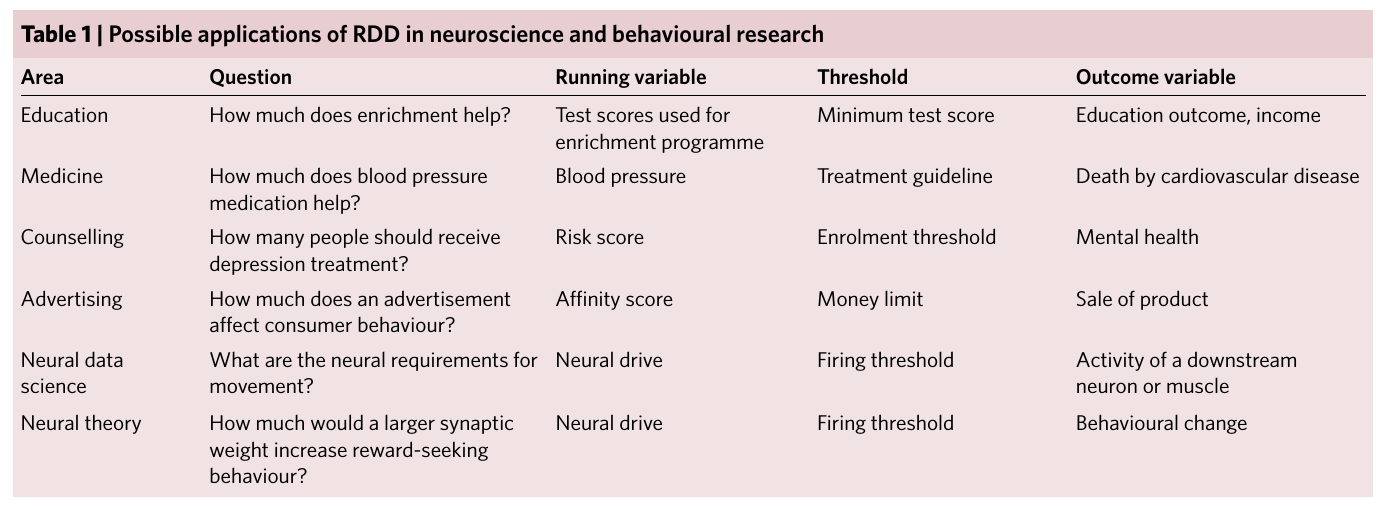 Table 1 | Possible applications of RDD in neuroscience and behavioural research
Area Question Running variable Threshold Outcome variable
Education How much does enrichment help? Test scores used for enrichment programme Minimum test score Education outcome, income
Medicine How much does blood pressure medication help? Blood pressure Treatment guideline Death by cardiovascular disease
Counselling How many people should receive depression treatment? Risk score Enrolment threshold Mental health
Advertising How much does an advertisement affect consumer behaviour? Affinity score Money limit Sale of product
Neural data science What are the neural requirements for movement? Neural drive Firing threshold Activity of a downstream neuron or muscle
Neural theory How much would a larger synaptic weight increase reward-seeking behaviour? Neural drive Firing threshold Behavioural change